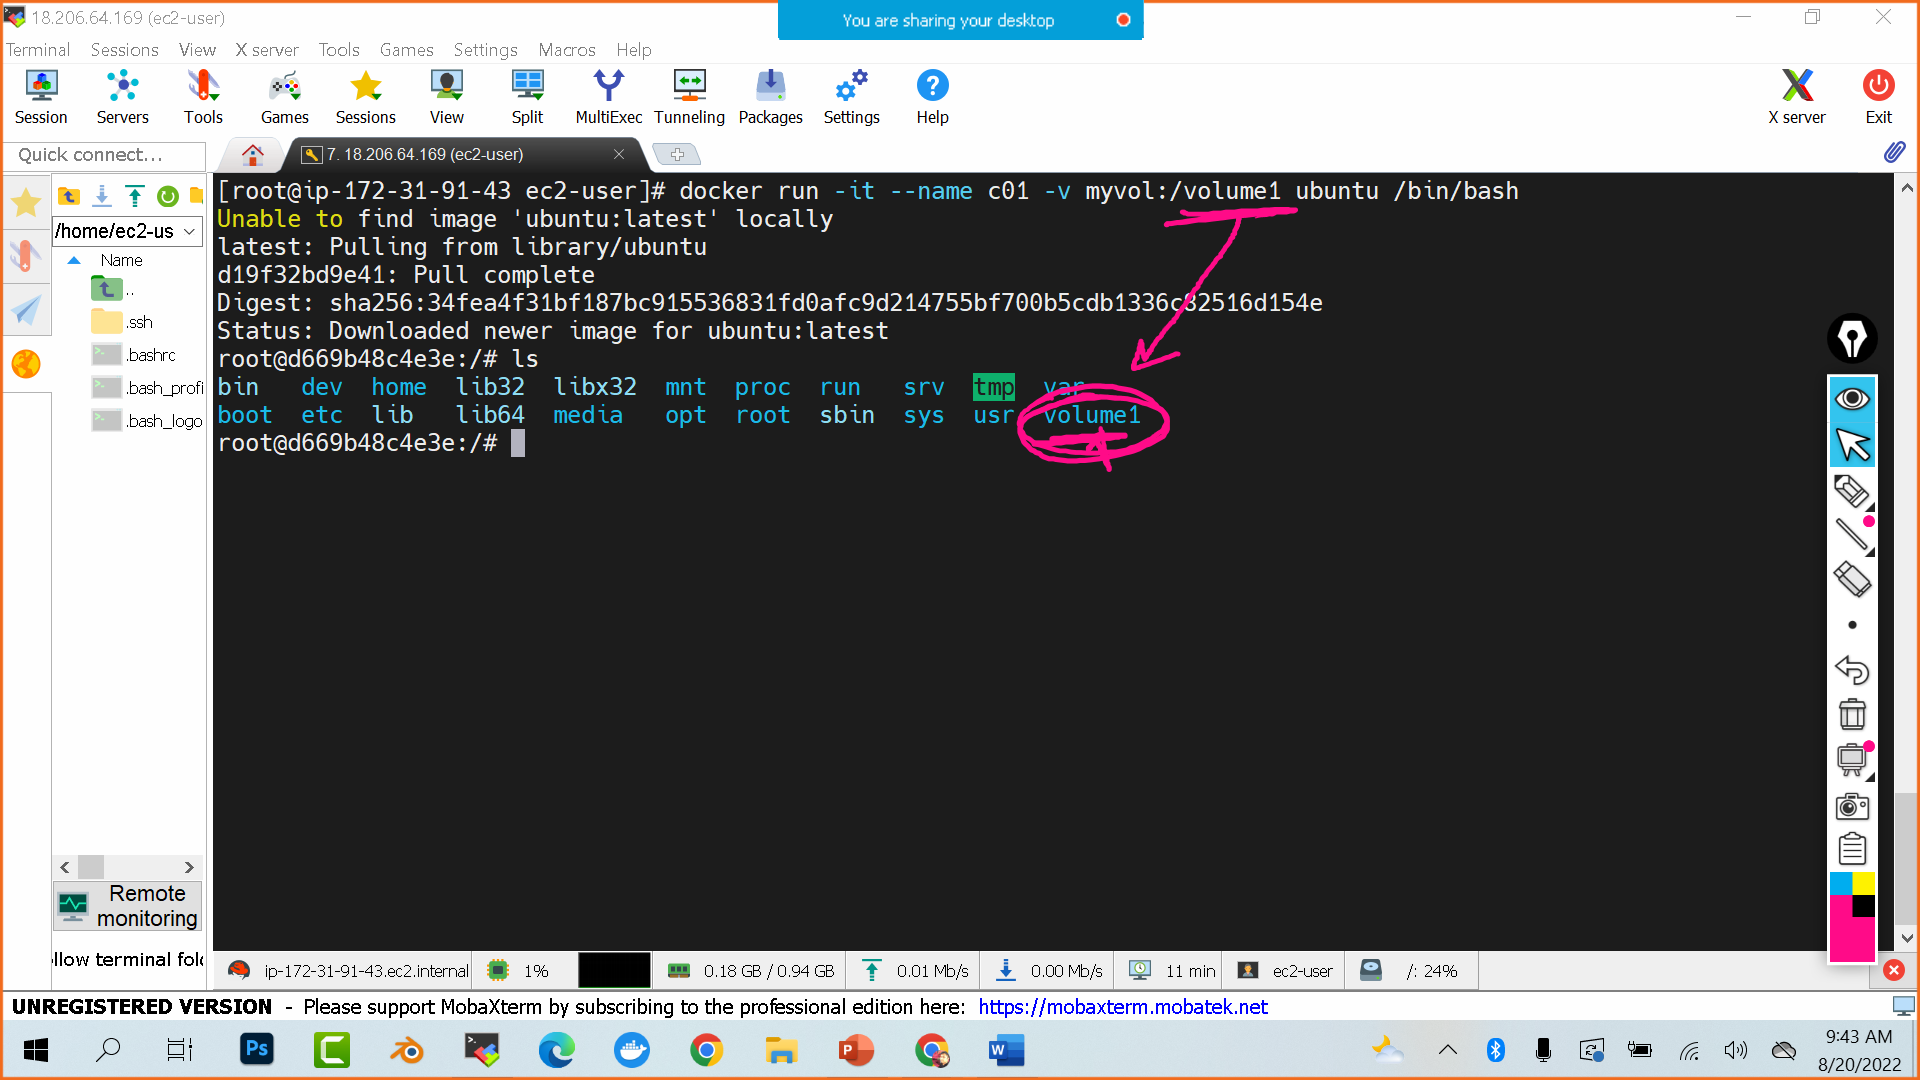 18.206.64.169 (ec2-user)
You are sharing your desktop
Terminal Sessions View X server Tools Games Settings Macros Help
Session Servers Tools Games Sessions View Split MultiExec Tunneling Packages Settings Help X server Exit
Quick connect...
7. 18.206.64.169 (ec2-user)
/home/ec2-us
Name
..
.ssh
.bashrc
.bash_profi
.bash_logo
[root@ip-172-31-91-43 ec2-user]# docker run -it --name c01 -v myvol:/volume1 ubuntu /bin/bash
Unable to find image 'ubuntu:latest' locally
latest: Pulling from library/ubuntu
d19f32bd9e41: Pull complete
Digest: sha256:34fea4f31bf187bc915536831fd0afc9d214755bf700b5cdb1336c82516d154e
Status: Downloaded newer image for ubuntu:latest
root@d669b48c4e3e:/# ls
bin dev home lib32 libx32 mnt proc run srv tmp var
boot etc lib lib64 media opt root sbin sys usr volume1
root@d669b48c4e3e:/#
Remote
monitoring
llow terminal fold
ip-172-31-91-43.ec2.internal 1% 0.18 GB / 0.94 GB 0.01 Mb/s 0.00 Mb/s 11 min ec2-user /: 24%
UNREGISTERED VERSION - Please support MobaXterm by subscribing to the professional edition here: https://mobaxterm.mobatek.net
Ps
9:43 AM
8/20/2022